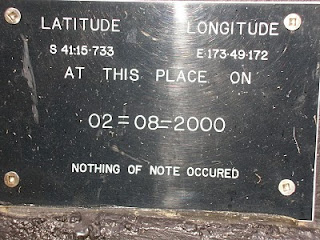 LATITUDE LONGITUDE
S 41·15·733 E·173·49·172
AT THIS PLACE ON
02=08=2000
NOTHING OF NOTE OCCURED